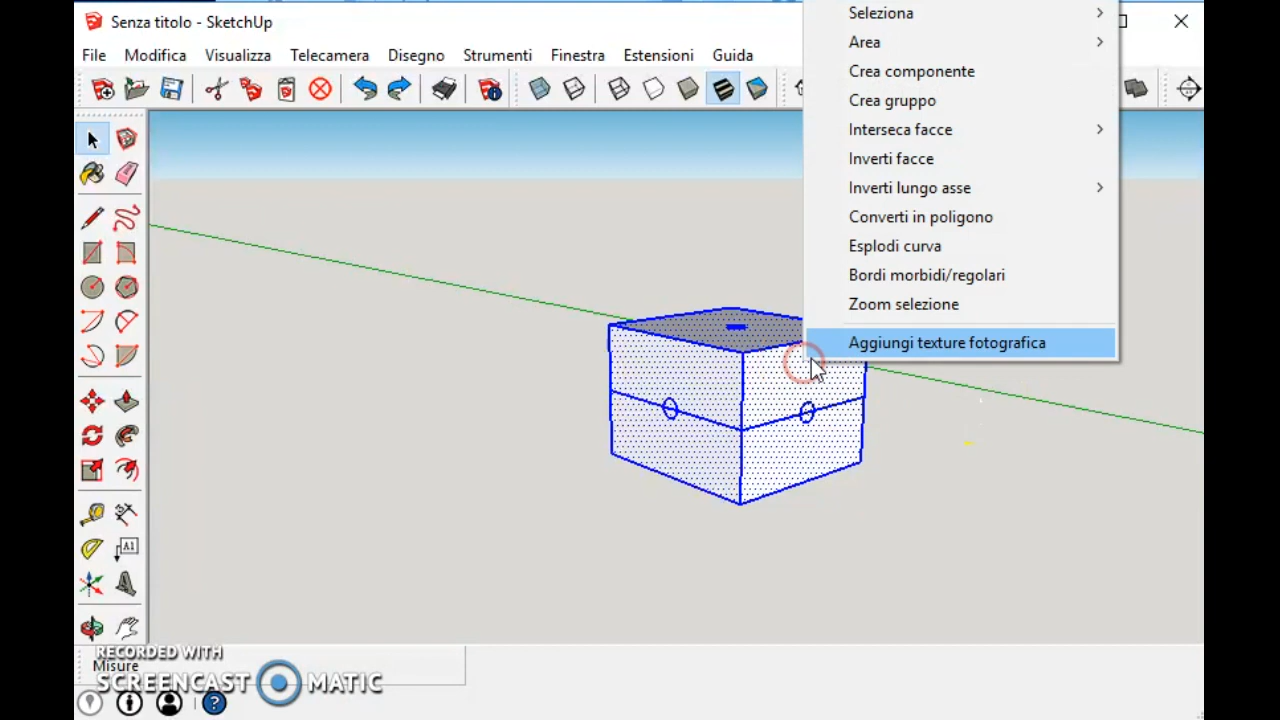 Senza titolo - SketchUp
File Modifica Visualizza Telecamera Disegno Strumenti Finestra Estensioni Guida
Seleziona
Area
Crea componente
Crea gruppo
Interseca facce
Inverti facce
Inverti lungo asse
Converti in poligono
Esplodi curva
Bordi morbidi/regolari
Zoom selezione
Aggiungi texture fotografica
A1
RECORDED WITH
Misure
SCREENCAST MATIC